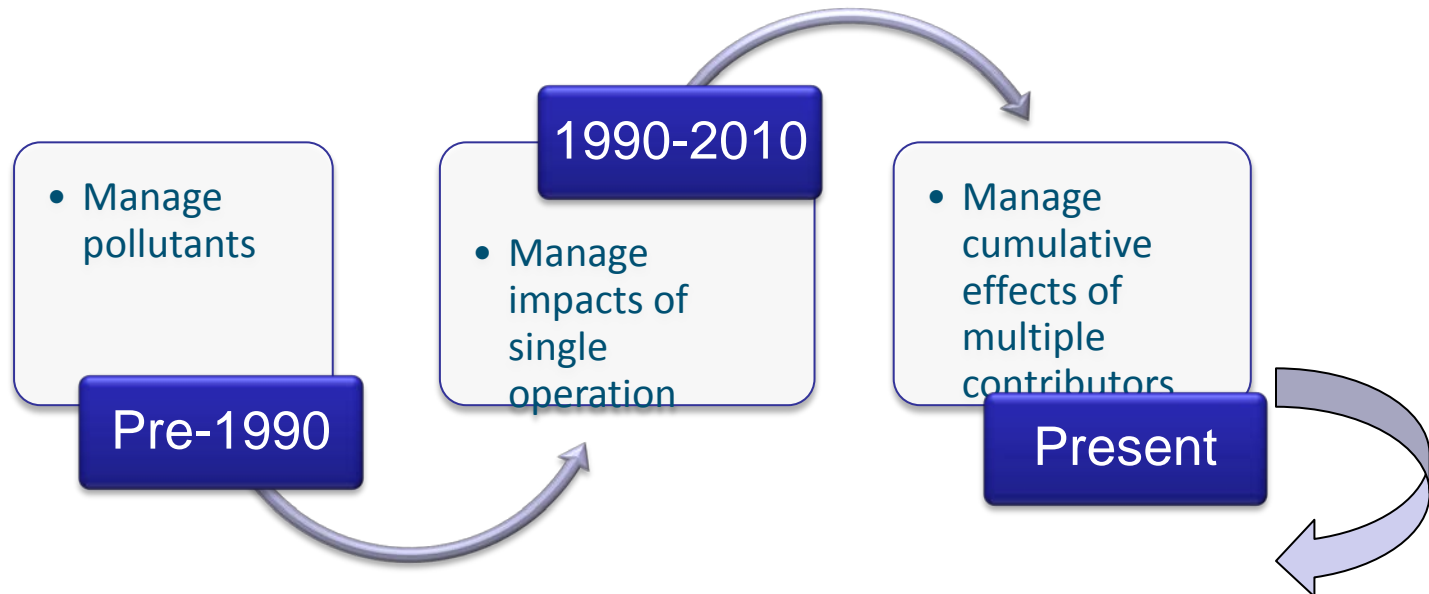 • Manage
pollutants
Pre-1990
1990-2010
• Manage
impacts of
single
operation
• Manage
cumulative
effects of
multiple
contributors
Present